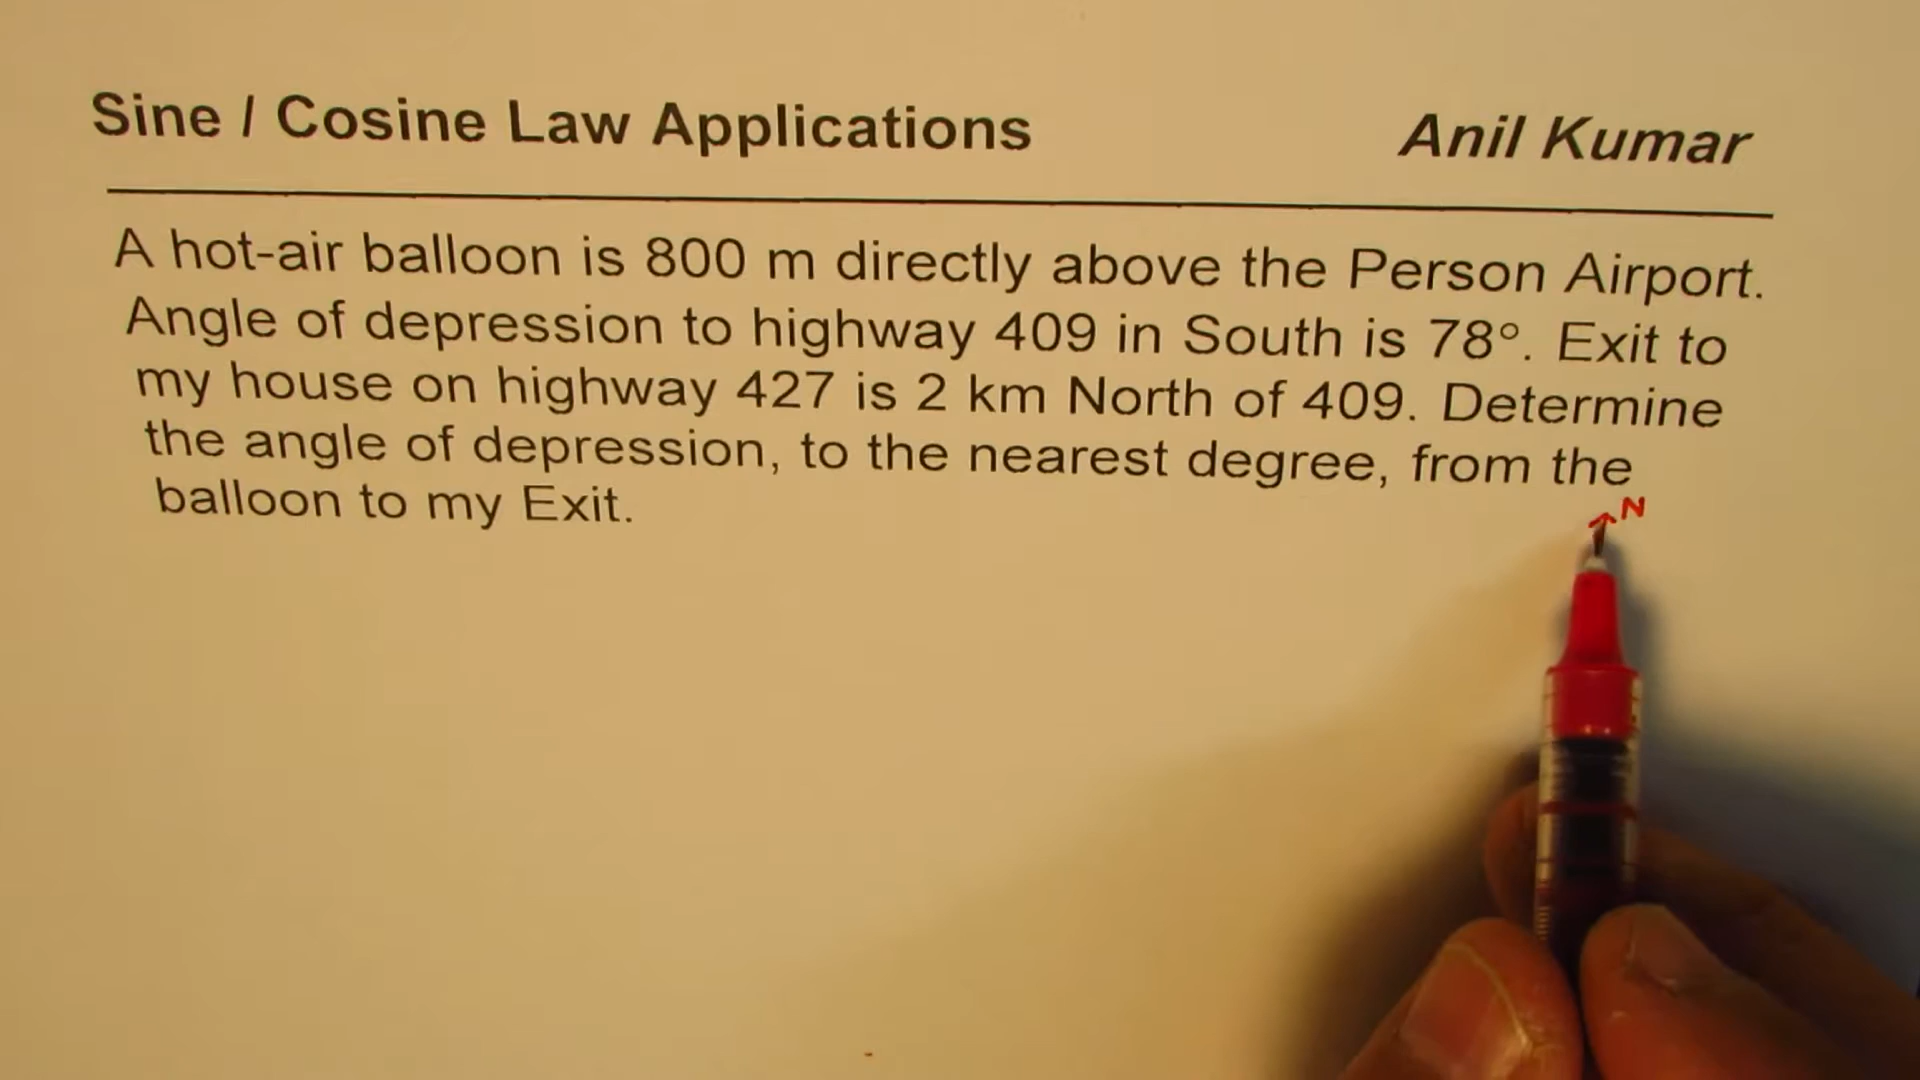 Sine / Cosine Law Applications Anil Kumar
A hot-air balloon is 800 m directly above the Person Airport.
Angle of depression to highway 409 in South is 78°. Exit to
my house on highway 427 is 2 km North of 409. Determine
the angle of depression, to the nearest degree, from the
balloon to my Exit.
N